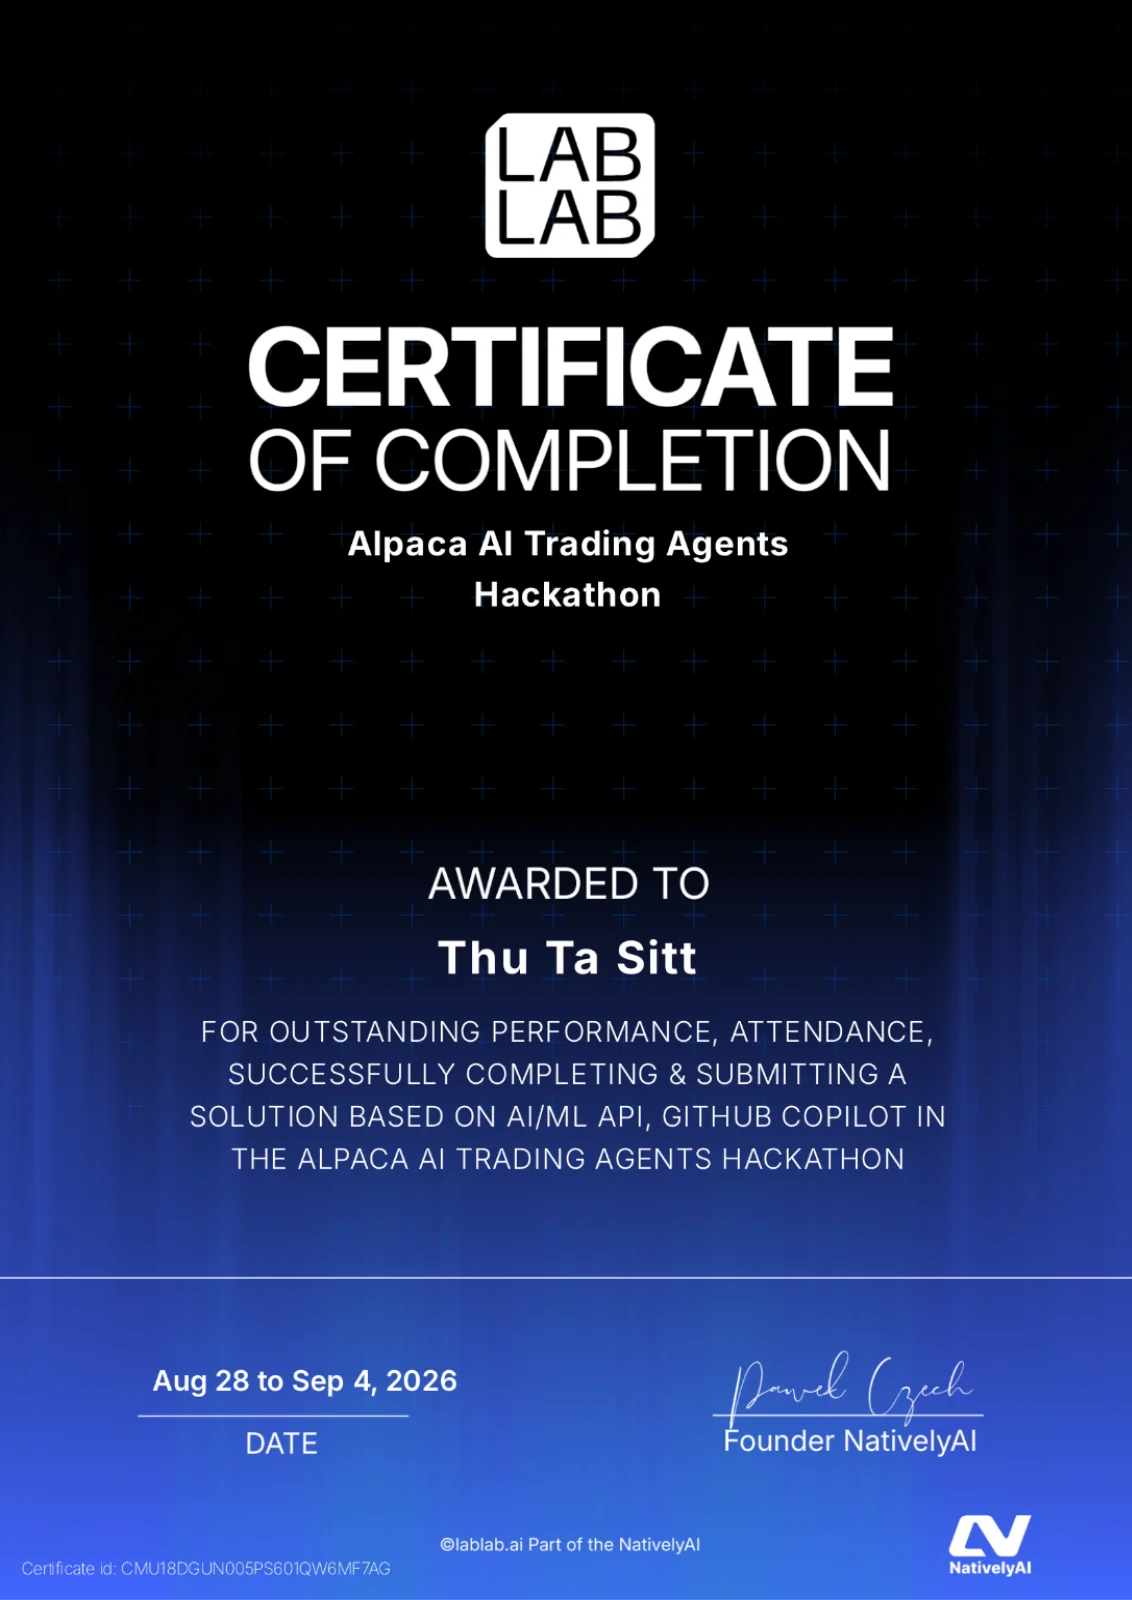 LAB
LAB
CERTIFICATE
OF COMPLETION
Alpaca AI Trading Agents
Hackathon
AWARDED TO
Thu Ta Sitt
FOR OUTSTANDING PERFORMANCE, ATTENDANCE,
SUCCESSFULLY COMPLETING & SUBMITTING A
SOLUTION BASED ON AI/ML API, GITHUB COPILOT IN
THE ALPACA AI TRADING AGENTS HACKATHON
Aug 28 to Sep 4, 2026
DATE
Pawel Czech
Founder NativelyAI
©lablab.ai Part of the NativelyAI
NativelyAI
Certificate id: CMU18DGUN005PS601QW6MF7AG